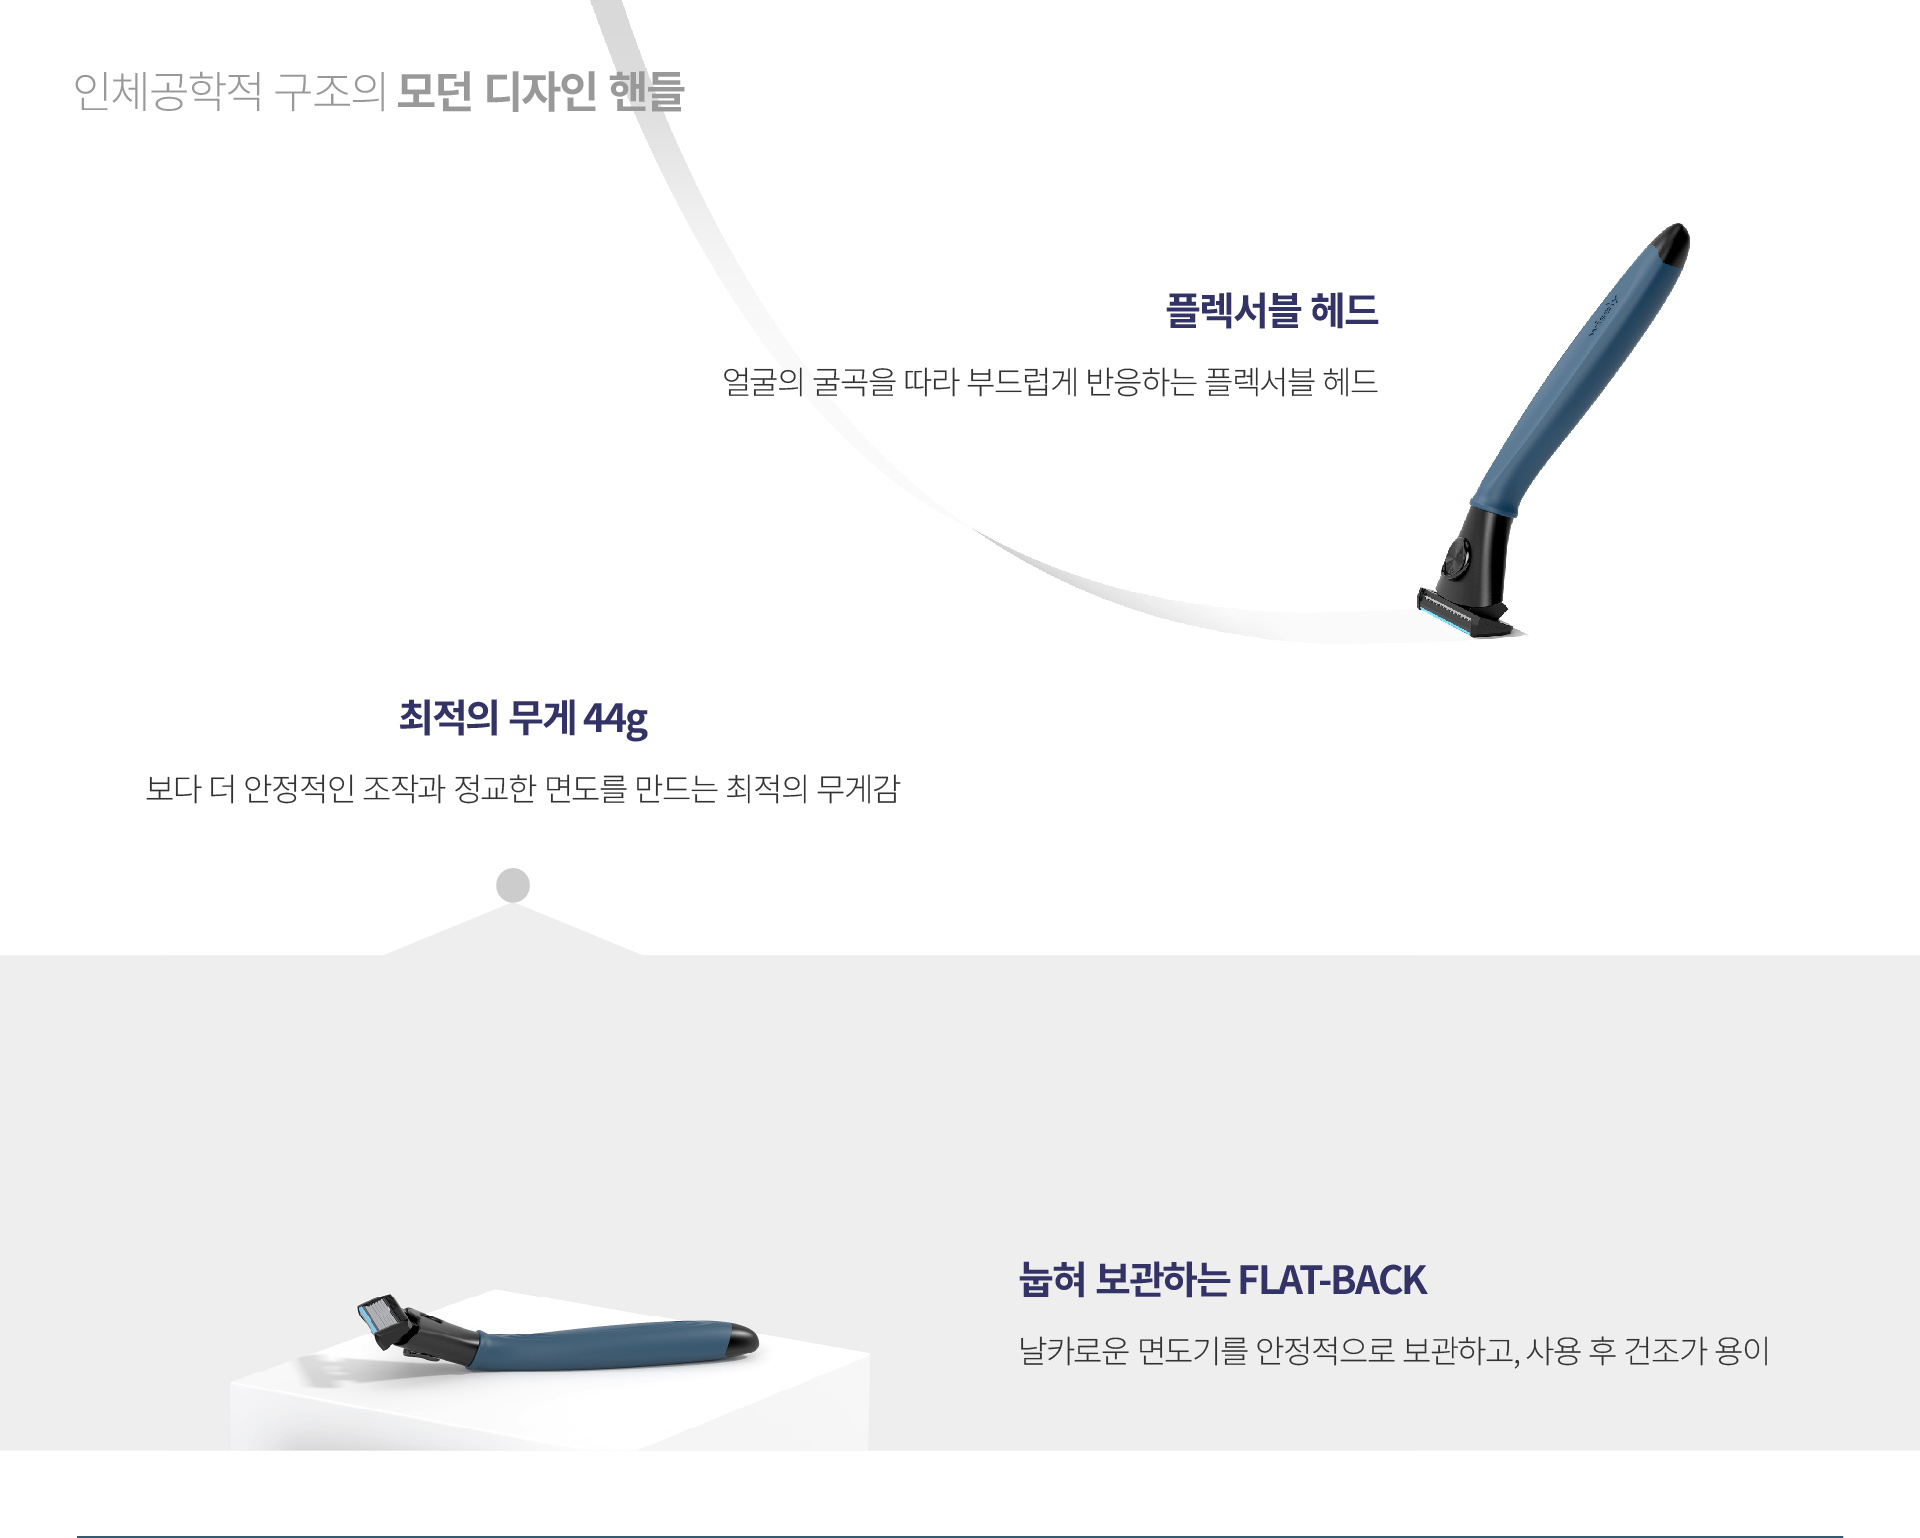 인체공학적 구조의 모던 디자인 핸들
플렉서블 헤드
얼굴의 굴곡을 따라 부드럽게 반응하는 플렉서블 헤드
최적의 무게 44g
보다 더 안정적인 조작과 정교한 면도를 만드는 최적의 무게감
눕혀 보관하는 FLAT-BACK
날카로운 면도기를 안정적으로 보관하고, 사용 후 건조가 용이